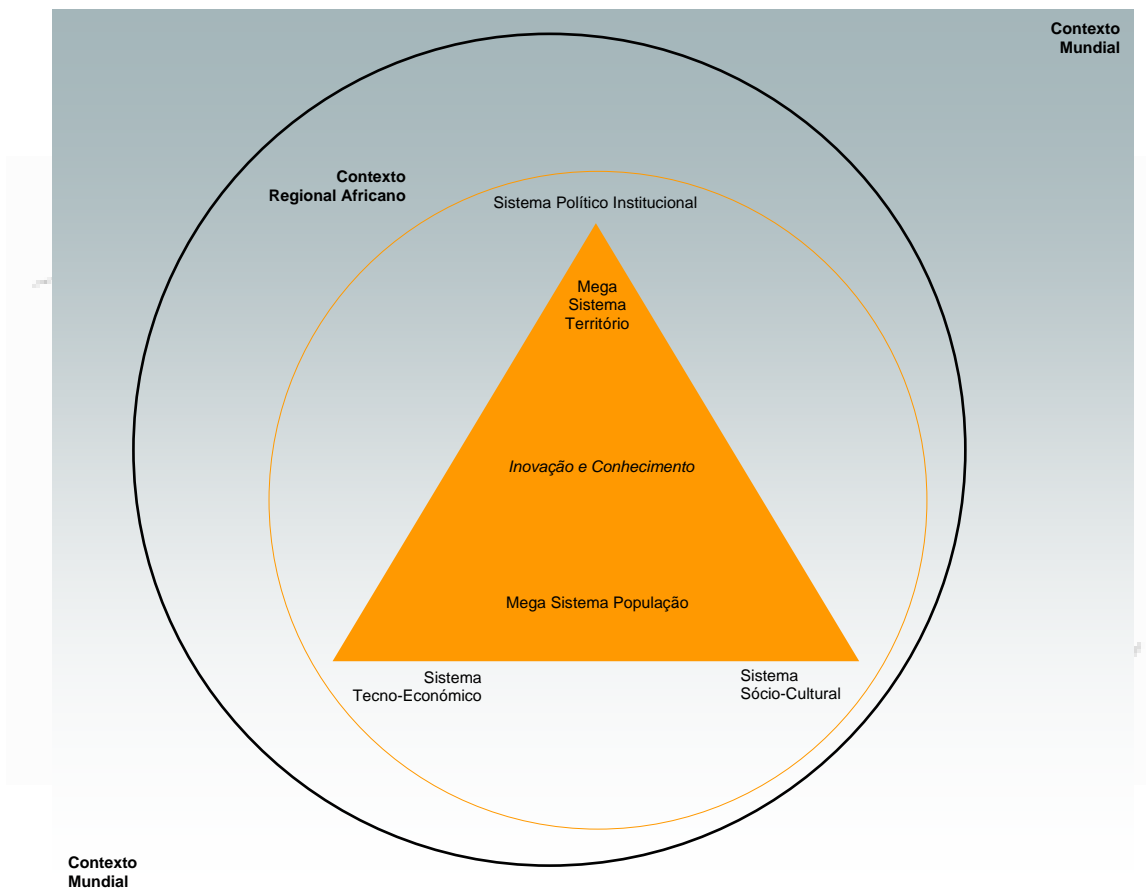 Contexto
Mundial
Contexto
Regional Africano
Sistema Político Institucional
Mega
Sistema
Território
Inovação e Conhecimento
Mega Sistema População
Sistema
Tecno-Económico
Sistema
Sócio-Cultural
Contexto
Mundial